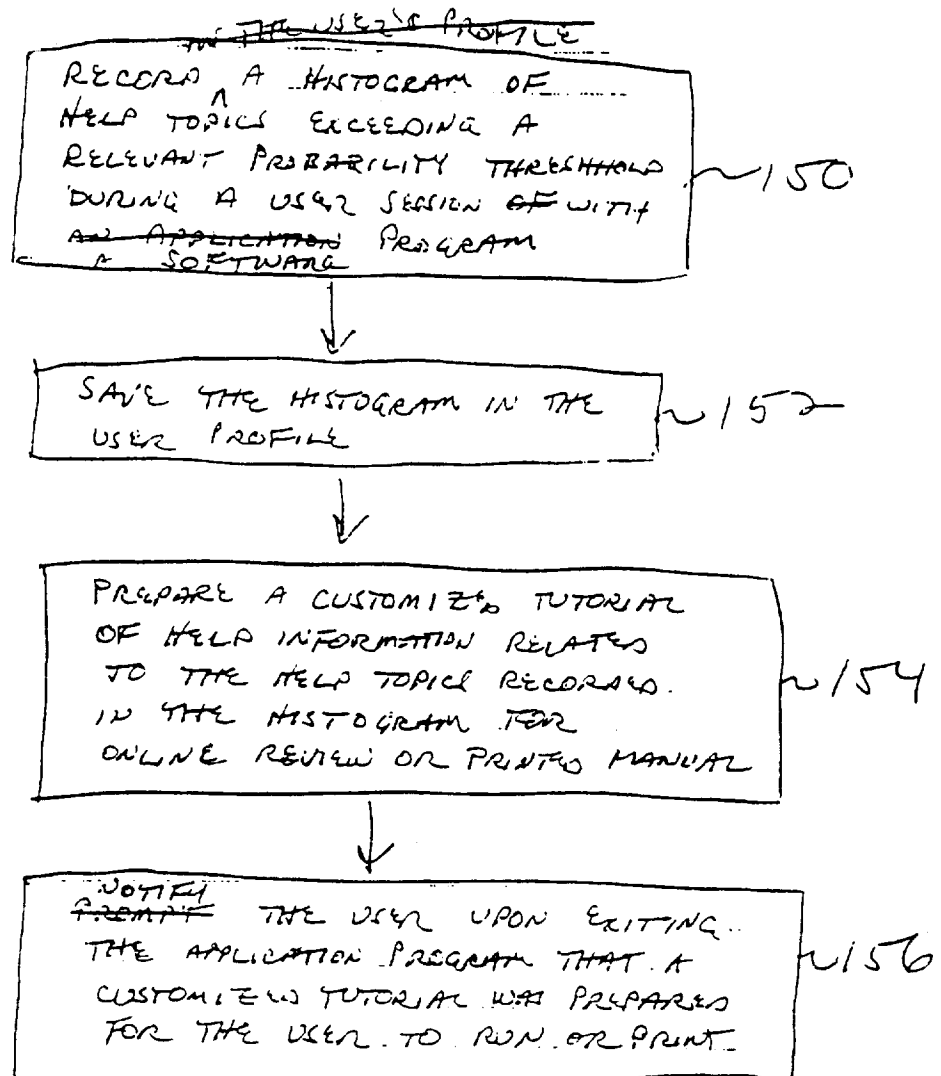 IN THE USER'S PROFILE
RECORD ^ A HISTOGRAM OF
HELP TOPICS EXCEEDING A
RELEVANT PROBABILITY THRESHHOLD
DURING A USER SESSION OF WITH
AN APPLICATION PROGRAM
A SOFTWARE
~150
SAVE THE HISTOGRAM IN THE
USER PROFILE
~152
PREPARE A CUSTOMIZED TUTORIAL
OF HELP INFORMATION RELATED
TO THE HELP TOPICS RECORDED
IN THE HISTOGRAM FOR
ONLINE REVIEW OR PRINTED MANUAL
~154
NOTIFY
PROMPT THE USER UPON EXITING
THE APPLICATION PROGRAM THAT A
CUSTOMIZED TUTORIAL WAS PREPARED
FOR THE USER TO RUN OR PRINT
~156